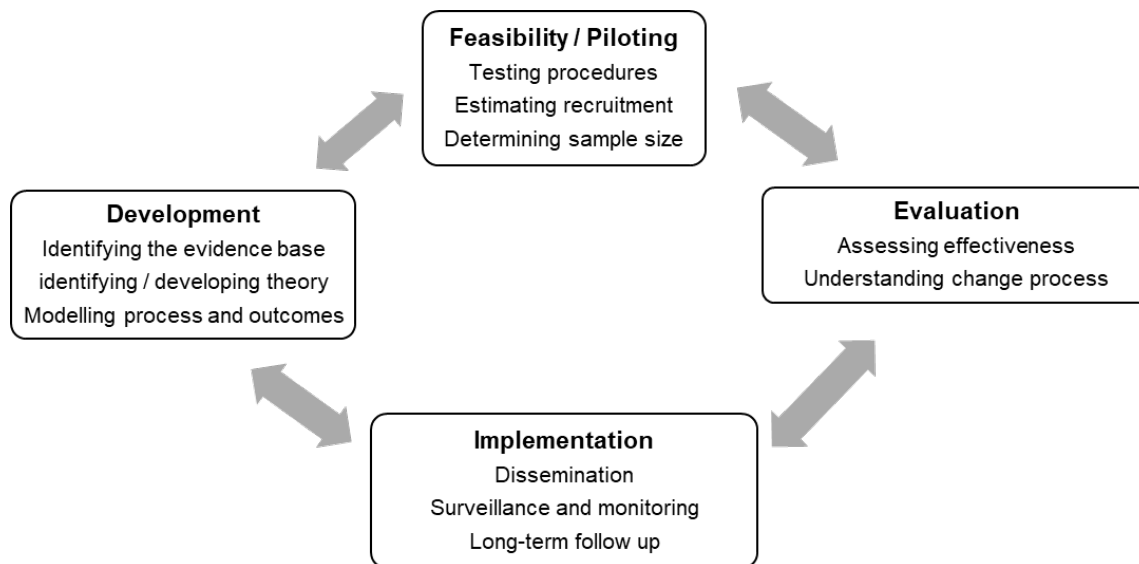 Feasibility / Piloting
Testing procedures
Estimating recruitment
Determining sample size
Development
Identifying the evidence base
identifying / developing theory
Modelling process and outcomes
Evaluation
Assessing effectiveness
Understanding change process
Implementation
Dissemination
Surveillance and monitoring
Long-term follow up